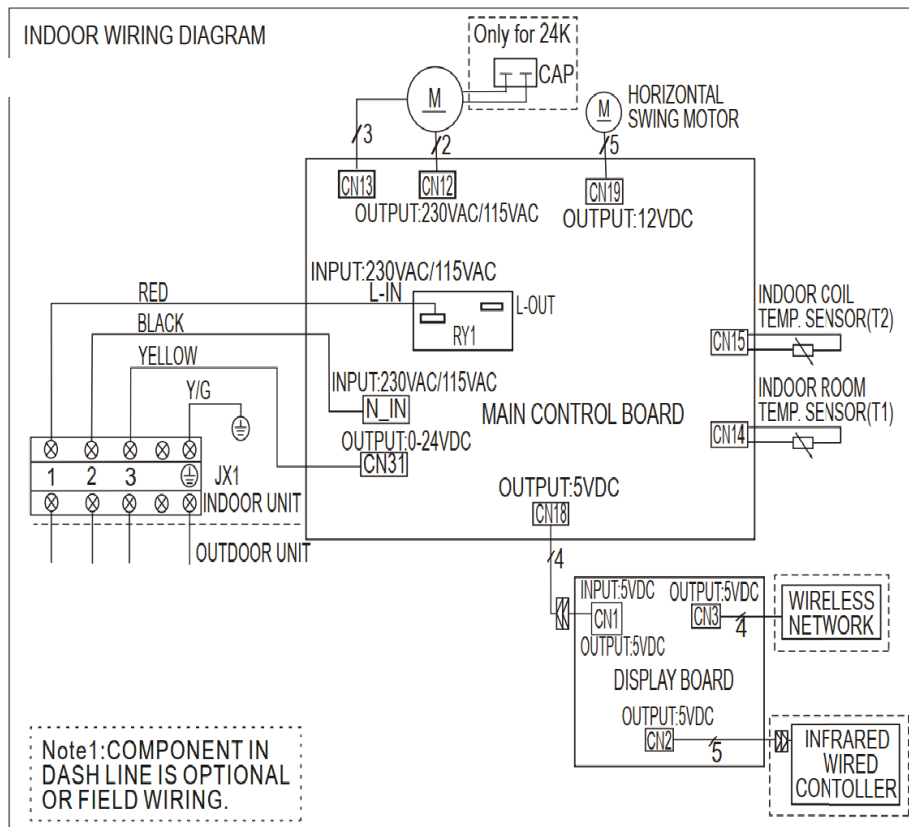 INDOOR WIRING DIAGRAM
Only for 24K
CAP
M
M
HORIZONTAL
SWING MOTOR
3
2
5
CN13
CN12
CN19
OUTPUT:230VAC/115VAC
OUTPUT:12VDC
INPUT:230VAC/115VAC
L-IN
L-OUT
RY1
RED
BLACK
YELLOW
Y/G
INDOOR COIL
TEMP. SENSOR(T2)
CN15
INPUT:230VAC/115VAC
N_IN
MAIN CONTROL BOARD
INDOOR ROOM
TEMP. SENSOR(T1)
CN14
OUTPUT:0-24VDC
CN31
1 2 3
JX1
INDOOR UNIT
OUTDOOR UNIT
OUTPUT:5VDC
CN18
4
INPUT:5VDC
CN1
OUTPUT:5VDC
OUTPUT:5VDC
CN3
4
WIRELESS
NETWORK
DISPLAY BOARD
OUTPUT:5VDC
CN2
5
INFRARED
WIRED
CONTOLLER
Note1:COMPONENT IN
DASH LINE IS OPTIONAL
OR FIELD WIRING.